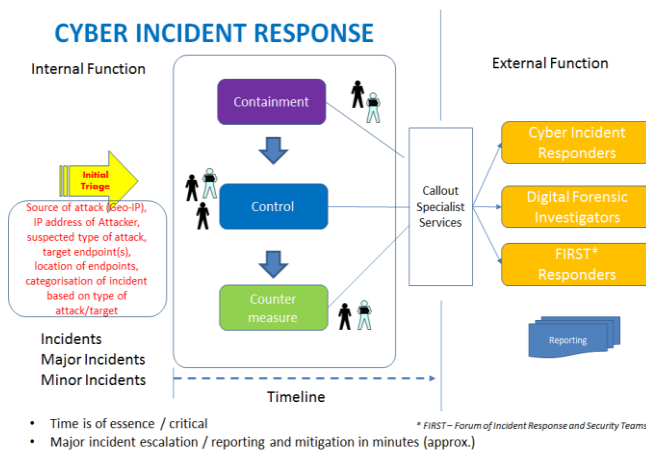 CYBER INCIDENT RESPONSE
Internal Function
External Function
Containment
Initial
Triage
Source of attack (Geo-IP),
IP address of Attacker,
suspected type of attack,
target endpoint(s),
location of endpoints,
categorisation of incident
based on type of
attack/target
Control
Counter
measure
Callout
Specialist
Services
Cyber Incident
Responders
Digital Forensic
Investigators
FIRST*
Responders
Reporting
Incidents
Major Incidents
Minor Incidents
Timeline
• Time is of essence / critical
• Major incident escalation / reporting and mitigation in minutes (approx.)
* FIRST – Forum of Incident Response and Security Teams